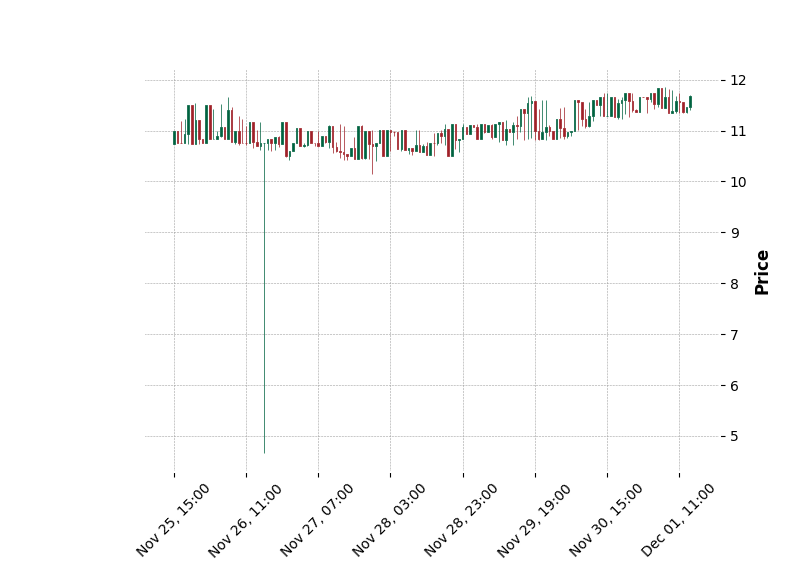 12
11
10
9
8
7
6
5
Price
Nov 25, 15:00
Nov 26, 11:00
Nov 27, 07:00
Nov 28, 03:00
Nov 28, 23:00
Nov 29, 19:00
Nov 30, 15:00
Dec 01, 11:00